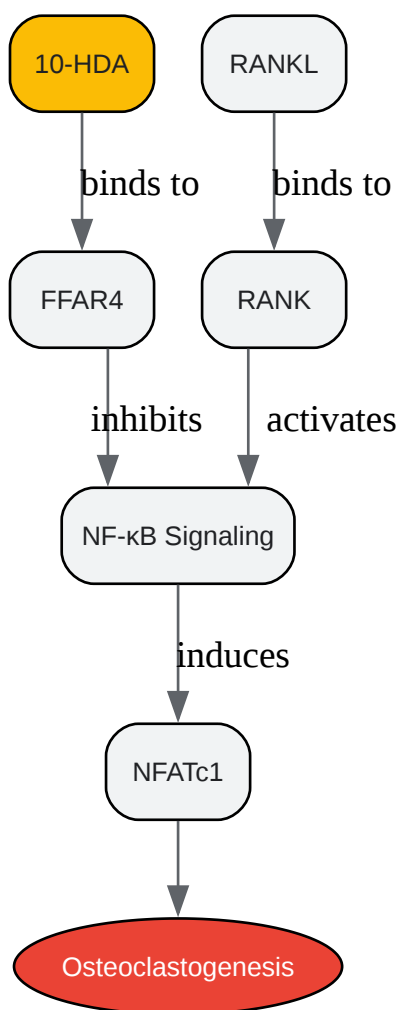 10-HDA
RANKL
binds to
binds to
FFAR4
RANK
inhibits
activates
NF-κB Signaling
induces
NFATc1
Osteoclastogenesis